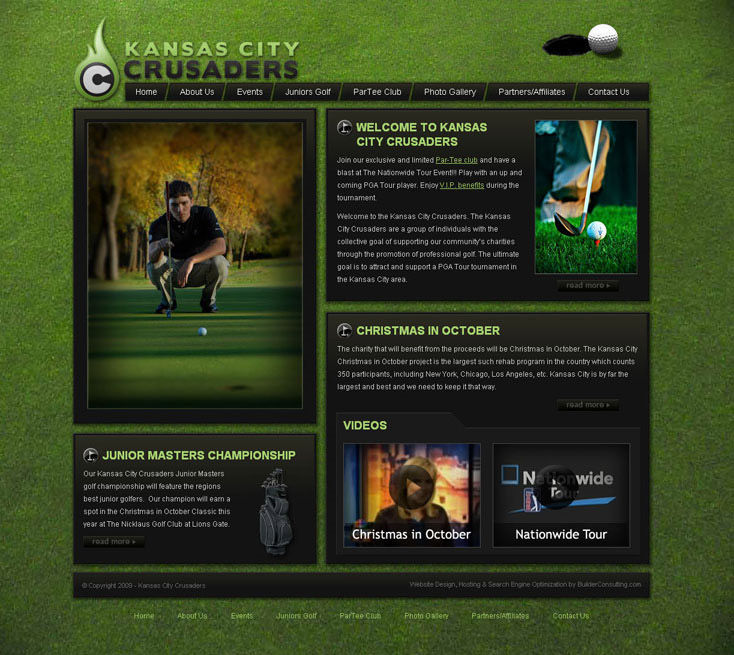 KANSAS CITY
CRUSADERS
C
Home About Us Events Juniors Golf ParTee Club Photo Gallery Partners/Affiliates Contact Us
WELCOME TO KANSAS
CITY CRUSADERS
Join our exclusive and limited Par-Tee club and have a
blast at The Nationwide Tour Event!!! Play with an up and
coming PGA Tour player. Enjoy V.I.P. benefits during the
tournament.
Welcome to the Kansas City Crusaders. The Kansas
City Crusaders are a group of individuals with the
collective goal of supporting our community's charities
through the promotion of professional golf. The ultimate
goal is to attract and support a PGA Tour tournament in
the Kansas City area.
read more
CHRISTMAS IN OCTOBER
The charity that will benefit from the proceeds will be Christmas In October. The Kansas City
Christmas in October project is the largest such rehab program in the country which counts
350 participants, including New York, Chicago, Los Angeles, etc. Kansas City is by far the
largest and best and we need to keep it that way.
read more
VIDEOS
Christmas in October
Nationwide
Tour
Nationwide Tour
JUNIOR MASTERS CHAMPIONSHIP
Our Kansas City Crusaders Junior Masters
golf championship will feature the regions
best junior golfers. Our champion will earn a
spot in the Christmas in October Classic this
year at The Nicklaus Golf Club at Lions Gate.
read more
© Copyright 2009 - Kansas City Crusaders
Website Design, Hosting & Search Engine Optimization by BuilderConsulting.com
Home About Us Events Juniors Golf ParTee Club Photo Gallery Partners/Affiliates Contact Us